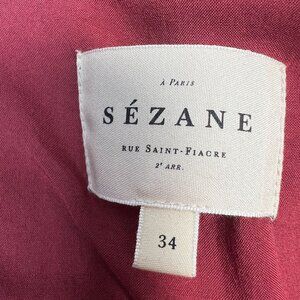 À PARIS
SÉZANE
RUE SAINT-FIACRE
2ᵉ ARR.
34